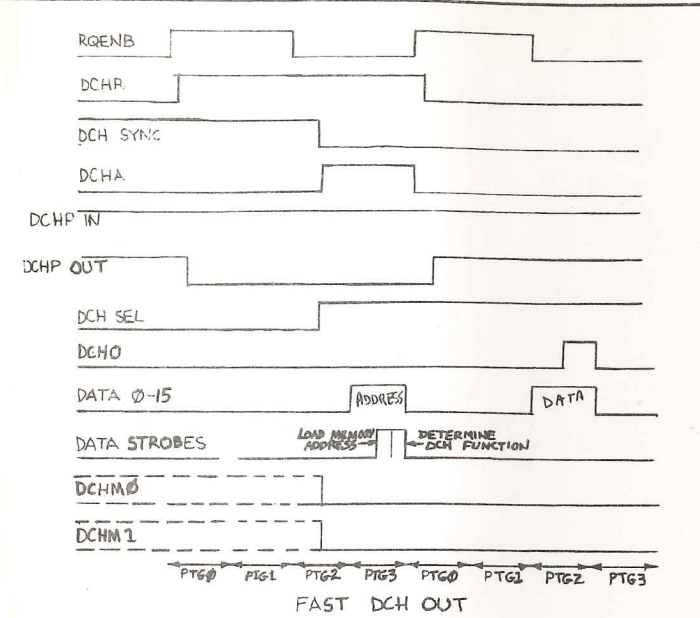 RQENB
DCHR
DCH SYNC
DCHA
DCHP IN
DCHP OUT
DCH SEL
DCHO
DATA Ø-15
ADDRESS
DATA
DATA STROBES
LOAD MEMORY
ADDRESS
DETERMINE
DCH FUNCTION
DCHMØ
DCHM1
PTGØ PTG1 PTG2 PTG3 PTGØ PTG1 PTG2 PTG3
FAST DCH OUT